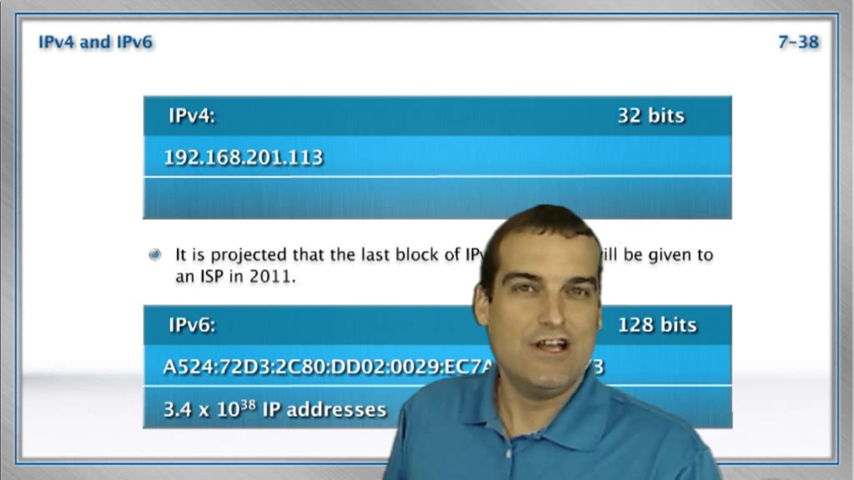 IPv4 and IPv6 7-38
IPv4: 32 bits
192.168.201.113
It is projected that the last block of will be given to
an ISP in 2011.
IPv6: 128 bits
A524:72D3:2C80:DD02:0029:EC7A
3.4 x 10³⁸ IP addresses